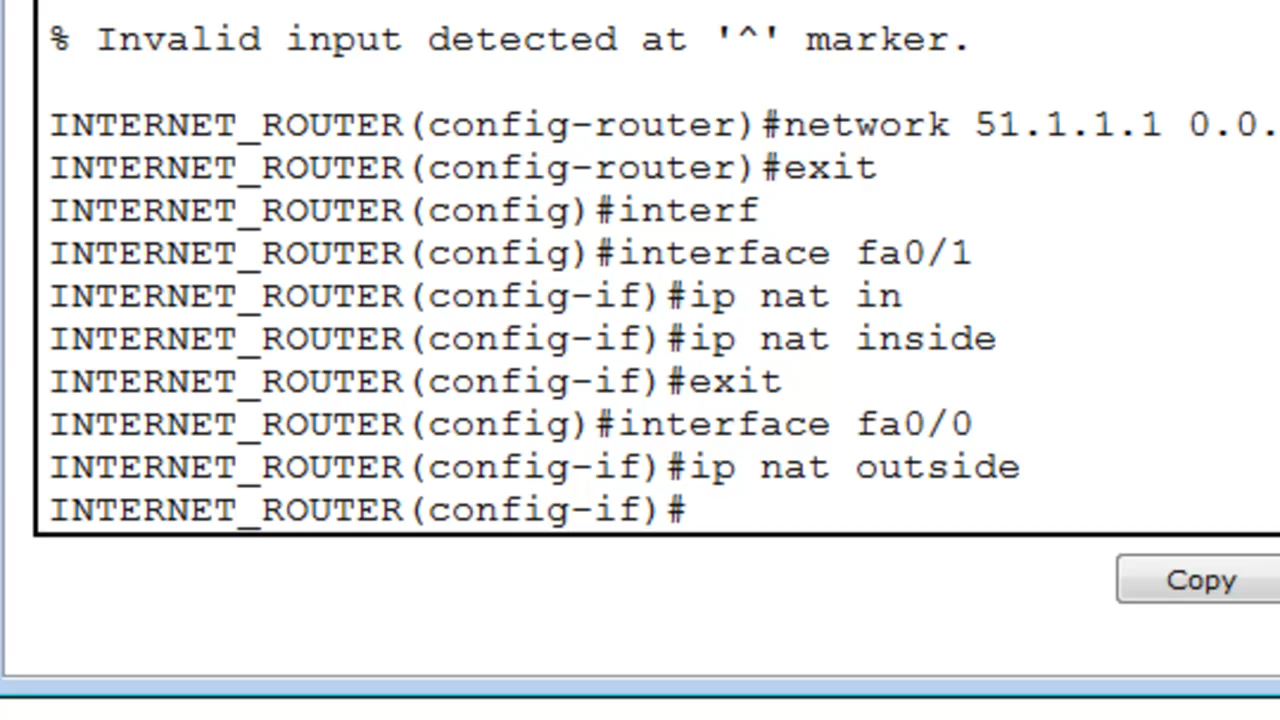 % Invalid input detected at '^' marker.
INTERNET_ROUTER(config-router)#network 51.1.1.1 0.0.
INTERNET_ROUTER(config-router)#exit
INTERNET_ROUTER(config)#interf
INTERNET_ROUTER(config)#interface fa0/1
INTERNET_ROUTER(config-if)#ip nat in
INTERNET_ROUTER(config-if)#ip nat inside
INTERNET_ROUTER(config-if)#exit
INTERNET_ROUTER(config)#interface fa0/0
INTERNET_ROUTER(config-if)#ip nat outside
INTERNET_ROUTER(config-if)#
Copy